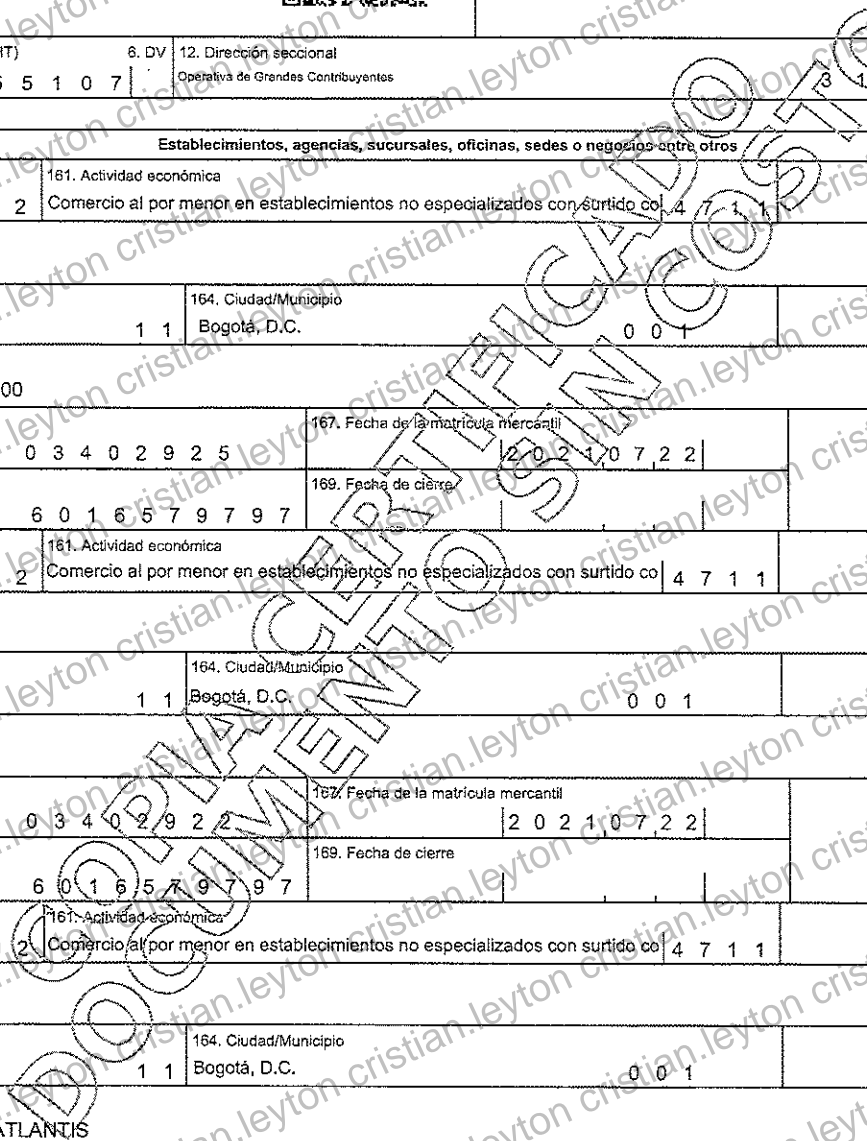 6. DV 12. Dirección seccional
5 1 0 7 Operativa de Grandes Contribuyentes 3 1
Establecimientos, agencias, sucursales, oficinas, sedes o negocios entre otros
161. Actividad económica
2 Comercio al por menor en establecimientos no especializados con surtido co 4 7 1 1
164. Ciudad/Municipio
1 1 Bogotá, D.C. 0 0 1
00
167. Fecha de la matrícula mercantil
0 3 4 0 2 9 2 5 2 0 2 1 0 7 2 2
169. Fecha de cierre
6 0 1 6 5 7 9 7 9 7
161. Actividad económica
2 Comercio al por menor en establecimientos no especializados con surtido co 4 7 1 1
164. Ciudad/Municipio
1 1 Bogotá, D.C. 0 0 1
167. Fecha de la matrícula mercantil
0 3 4 0 2 9 2 2 2 0 2 1 0 7 2 2
169. Fecha de cierre
6 0 1 6 5 7 9 7 9 7
161. Actividad económica
2 Comercio al por menor en establecimientos no especializados con surtido co 4 7 1 1
164. Ciudad/Municipio
1 1 Bogotá, D.C. 0 0 1
ATLANTIS
COPIA CERTIFICADO
DOCUMENTO SIN COSTO
cristian.leyton cristian.leyton cristian.leyton